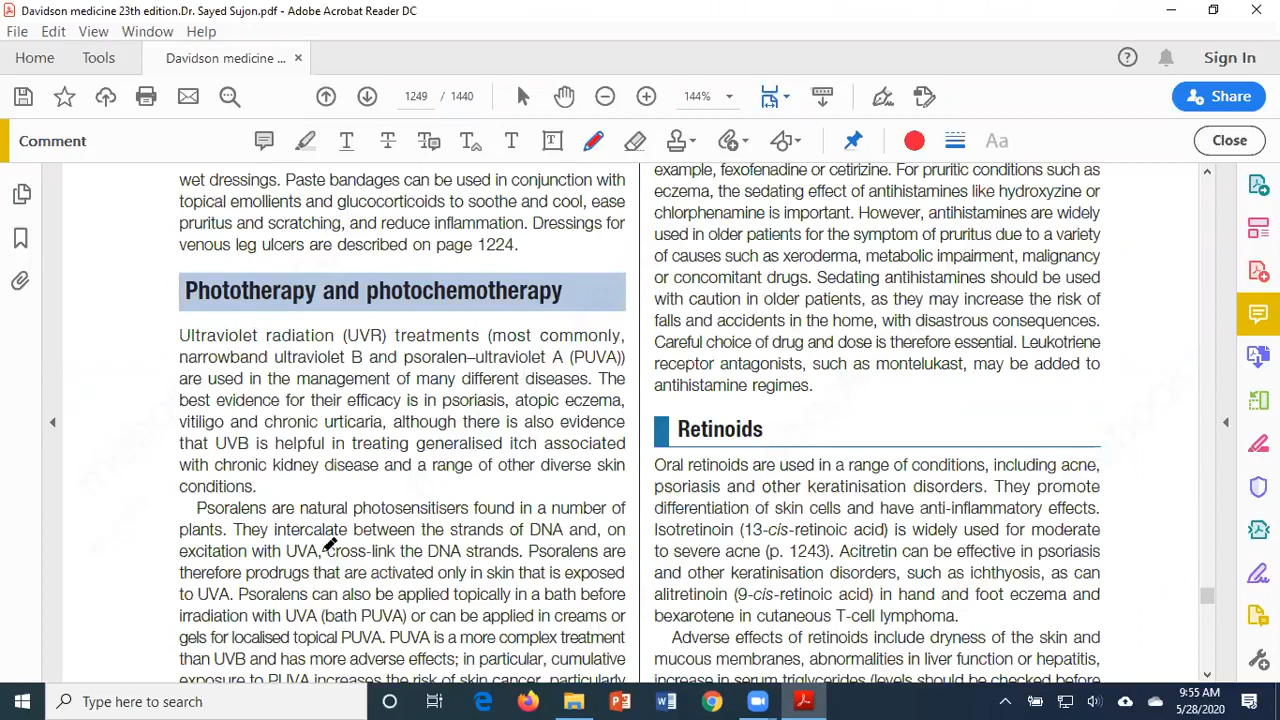 Davidson medicine 23th edition.Dr. Sayed Sujon.pdf - Adobe Acrobat Reader DC
File Edit View Window Help
Home Tools Davidson medicine ... × Sign In
1249 / 1440 144% Share
Comment Aa Close
wet dressings. Paste bandages can be used in conjunction with
topical emollients and glucocorticoids to soothe and cool, ease
pruritus and scratching, and reduce inflammation. Dressings for
venous leg ulcers are described on page 1224.
Phototherapy and photochemotherapy
Ultraviolet radiation (UVR) treatments (most commonly,
narrowband ultraviolet B and psoralen–ultraviolet A (PUVA))
are used in the management of many different diseases. The
best evidence for their efficacy is in psoriasis, atopic eczema,
vitiligo and chronic urticaria, although there is also evidence
that UVB is helpful in treating generalised itch associated
with chronic kidney disease and a range of other diverse skin
conditions.
Psoralens are natural photosensitisers found in a number of
plants. They intercalate between the strands of DNA and, on
excitation with UVA, cross-link the DNA strands. Psoralens are
therefore prodrugs that are activated only in skin that is exposed
to UVA. Psoralens can also be applied topically in a bath before
irradiation with UVA (bath PUVA) or can be applied in creams or
gels for localised topical PUVA. PUVA is a more complex treatment
than UVB and has more adverse effects; in particular, cumulative
exposure to PUVA increases the risk of skin cancer, particularly
example, fexofenadine or cetirizine. For pruritic conditions such as
eczema, the sedating effect of antihistamines like hydroxyzine or
chlorphenamine is important. However, antihistamines are widely
used in older patients for the symptom of pruritus due to a variety
of causes such as xeroderma, metabolic impairment, malignancy
or concomitant drugs. Sedating antihistamines should be used
with caution in older patients, as they may increase the risk of
falls and accidents in the home, with disastrous consequences.
Careful choice of drug and dose is therefore essential. Leukotriene
receptor antagonists, such as montelukast, may be added to
antihistamine regimes.
Retinoids
Oral retinoids are used in a range of conditions, including acne,
psoriasis and other keratinisation disorders. They promote
differentiation of skin cells and have anti-inflammatory effects.
Isotretinoin (13-cis-retinoic acid) is widely used for moderate
to severe acne (p. 1243). Acitretin can be effective in psoriasis
and other keratinisation disorders, such as ichthyosis, as can
alitretinoin (9-cis-retinoic acid) in hand and foot eczema and
bexarotene in cutaneous T-cell lymphoma.
Adverse effects of retinoids include dryness of the skin and
mucous membranes, abnormalities in liver function or hepatitis,
increase in serum triglycerides (levels should be checked before
Type here to search
9:55 AM
5/28/2020